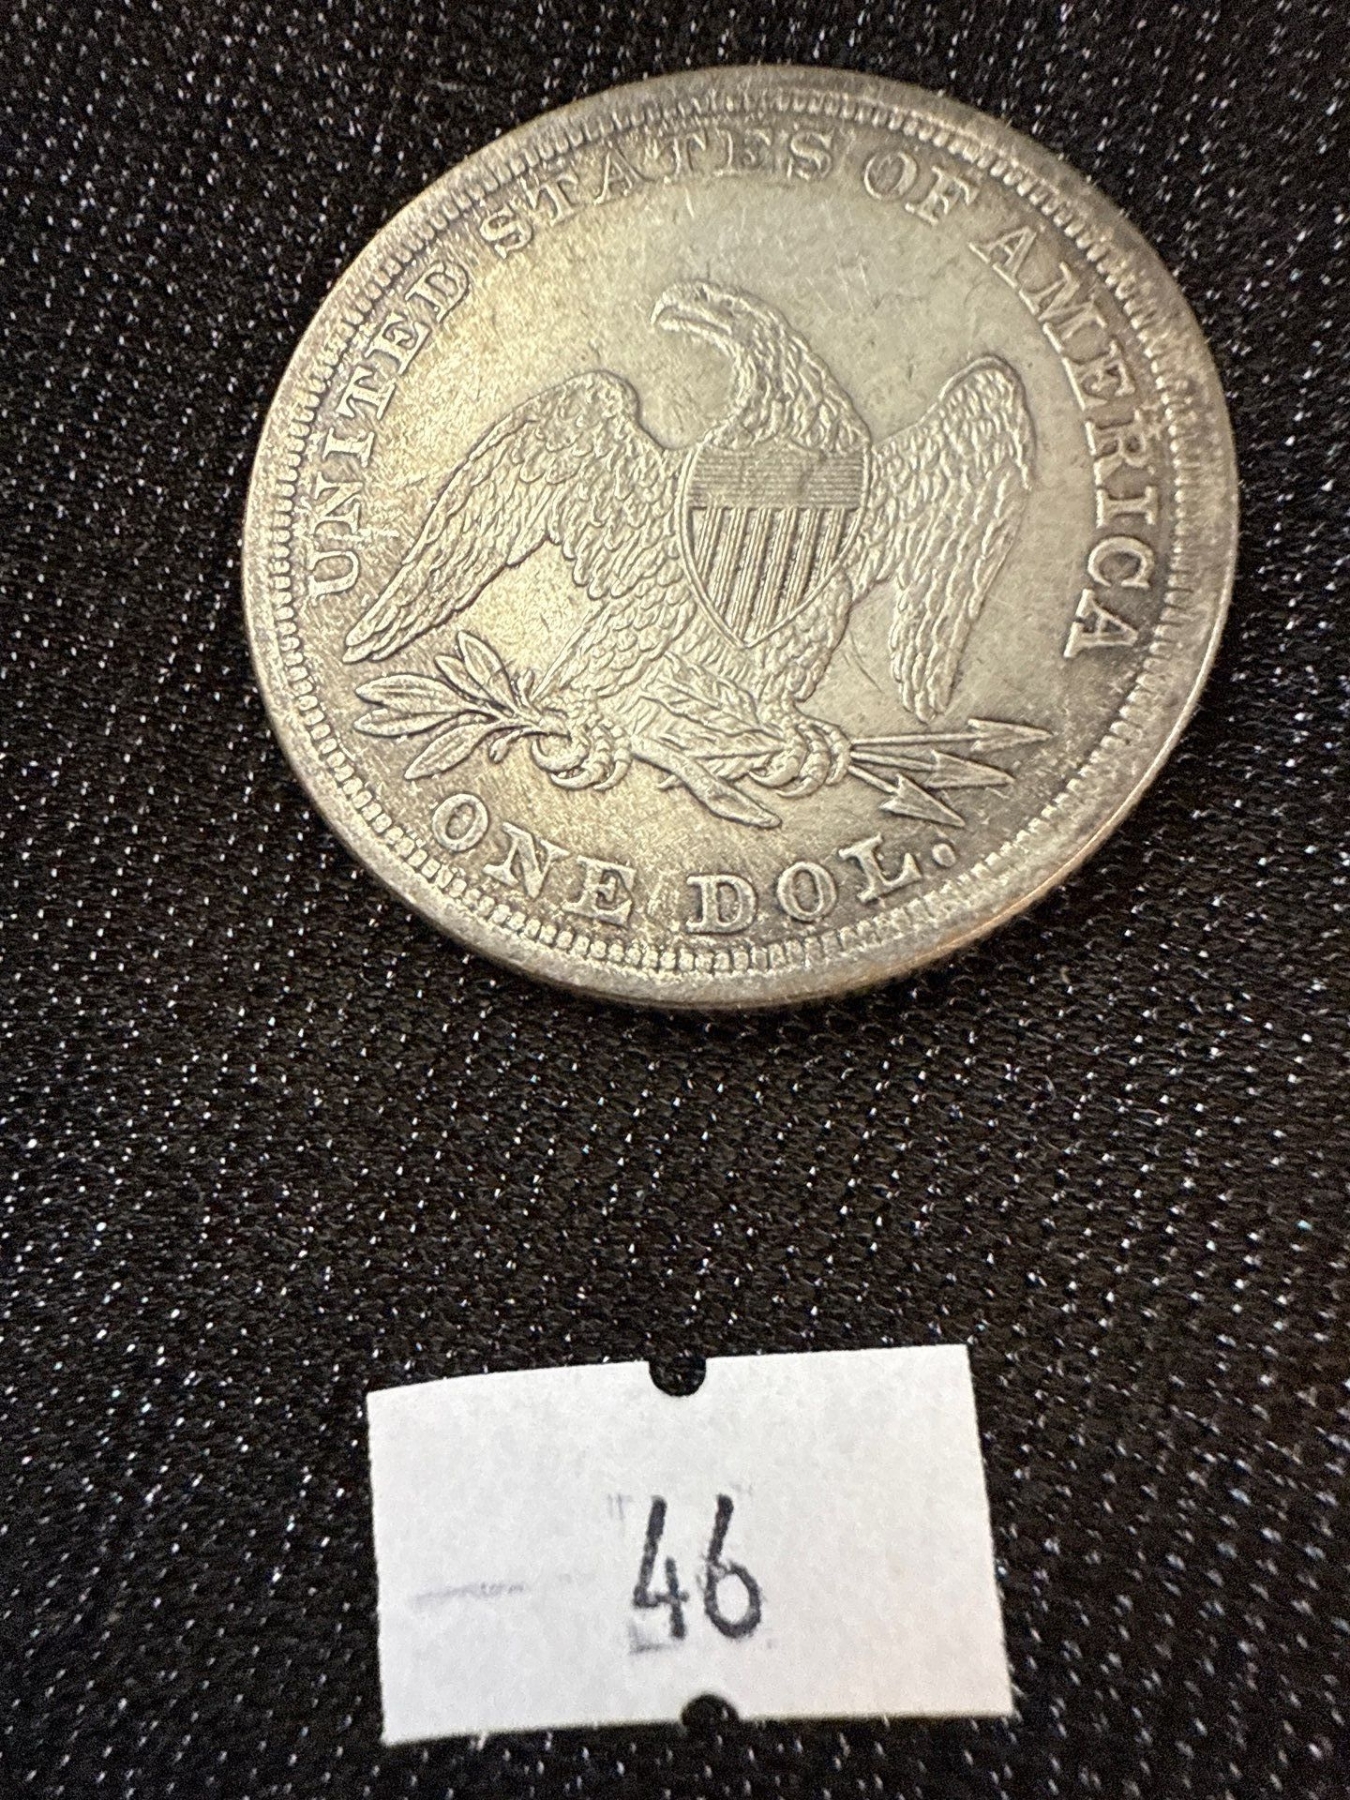 UNITED STATES OF AMERICA
ONE DOL.
46